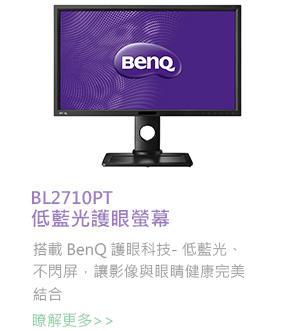 BenQ
BL2710PT
低藍光護眼螢幕
搭載 BenQ 護眼科技- 低藍光、
不閃屏，讓影像與眼睛健康完美
結合
瞭解更多>>